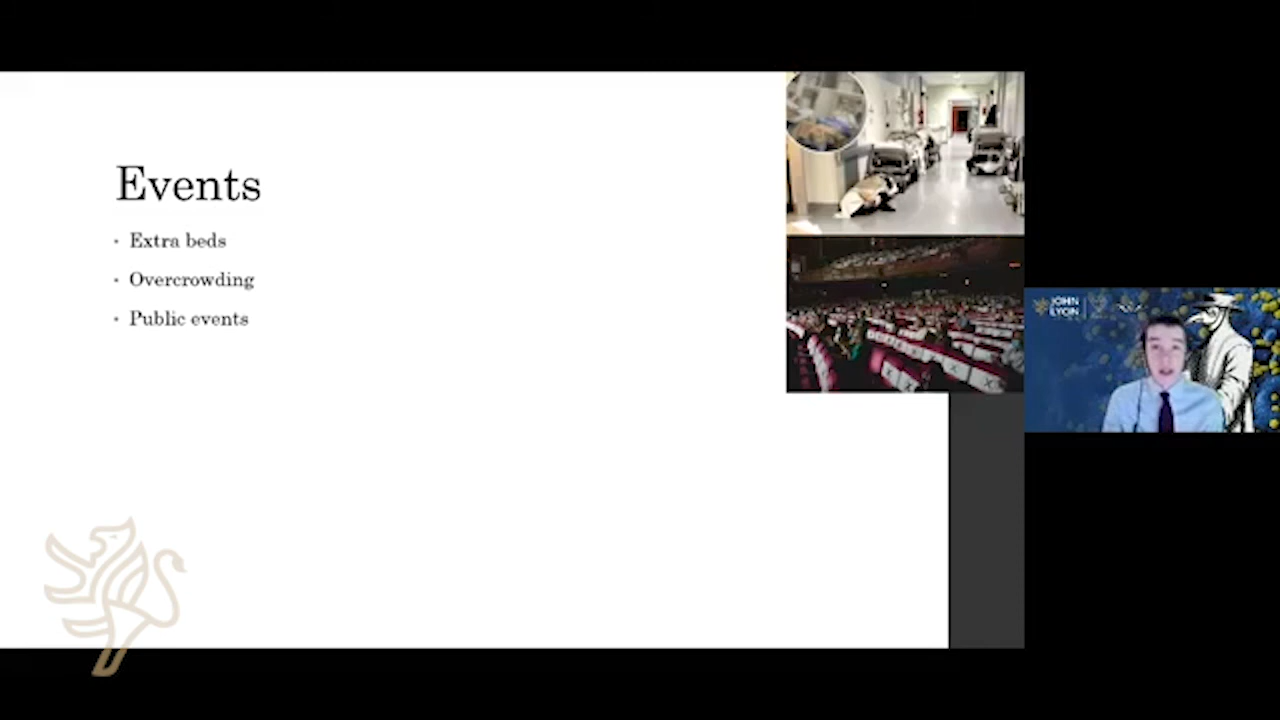 Events
Extra beds
Overcrowding
Public events
JOHN
LYON